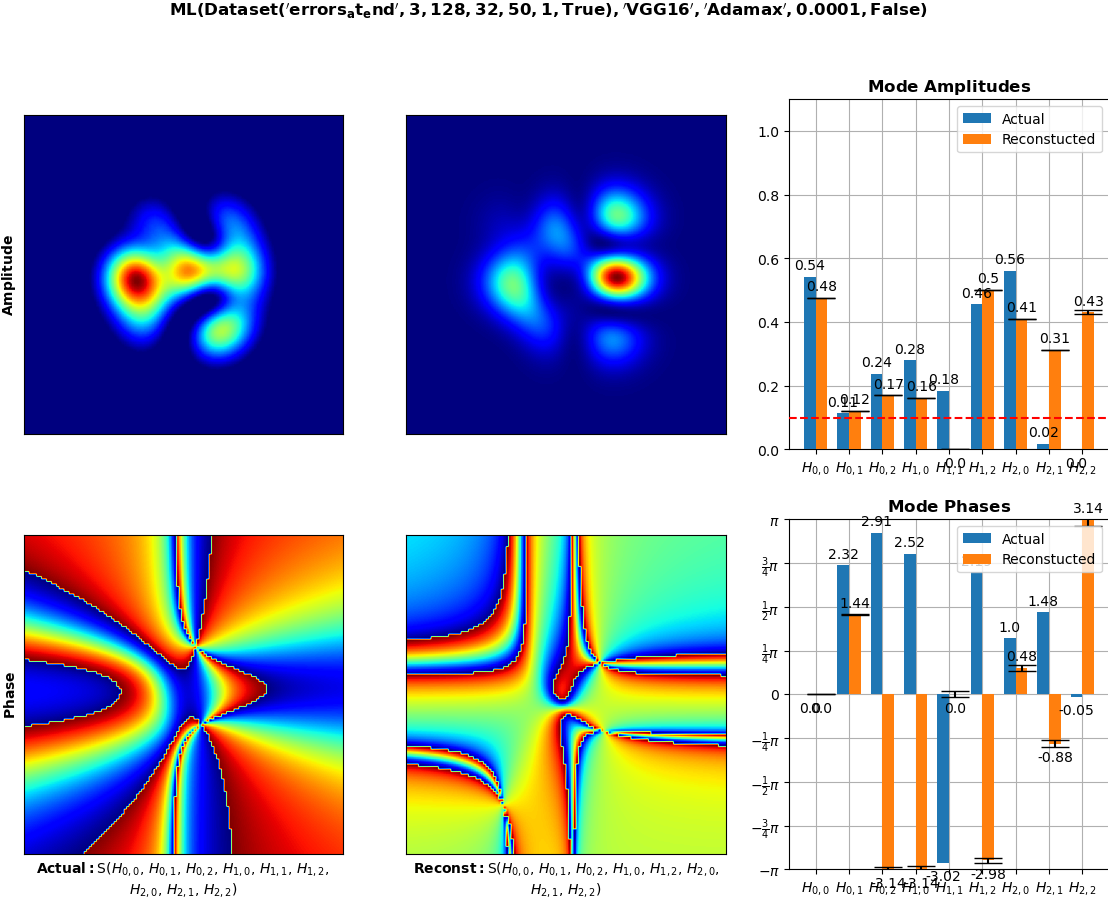 ML(Dataset('errors_at_end', 3, 128, 32, 50, 1, True), 'VGG16', 'Adamax', 0.0001, False)
Amplitude
Mode Amplitudes
Actual
Reconstucted
1.0
0.8
0.6
0.4
0.2
0.0
0.54
0.48
0.11
0.12
0.24
0.17
0.28
0.16
0.18
0.0
0.46
0.5
0.56
0.41
0.02
0.31
0.0
0.43
H0,0 H0,1 H0,2 H1,0 H1,1 H1,2 H2,0 H2,1 H2,2
Phase
Mode Phases
Actual
Reconstucted
π
3/4π
1/2π
1/4π
0
−1/4π
−1/2π
−3/4π
−π
0.0
0.0
2.32
1.44
2.91
-3.14
2.52
-3.14
-3.02
0.0
-2.98
1.0
0.48
1.48
-0.88
-0.05
3.14
H0,0 H0,1 H0,2 H1,0 H1,1 H1,2 H2,0 H2,1 H2,2
Actual: S(H0,0, H0,1, H0,2, H1,0, H1,1, H1,2,
H2,0, H2,1, H2,2)
Reconst: S(H0,0, H0,1, H0,2, H1,0, H1,2, H2,0,
H2,1, H2,2)